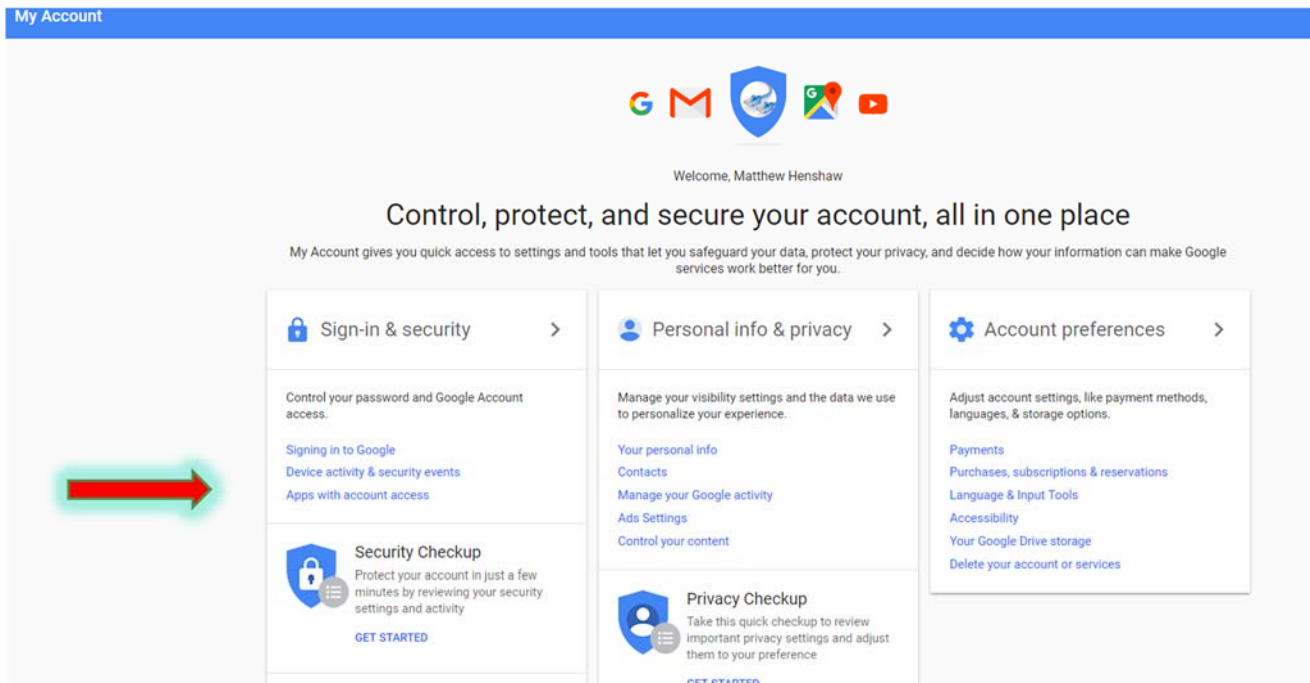 My Account
Welcome, Matthew Henshaw
Control, protect, and secure your account, all in one place
My Account gives you quick access to settings and tools that let you safeguard your data, protect your privacy, and decide how your information can make Google
services work better for you.
Sign-in & security
Control your password and Google Account
access.
Signing in to Google
Device activity & security events
Apps with account access
Security Checkup
Protect your account in just a few
minutes by reviewing your security
settings and activity
GET STARTED
Personal info & privacy
Manage your visibility settings and the data we use
to personalize your experience.
Your personal info
Contacts
Manage your Google activity
Ads Settings
Control your content
Privacy Checkup
Take this quick checkup to review
important privacy settings and adjust
them to your preference
GET STARTED
Account preferences
Adjust account settings, like payment methods,
languages, & storage options.
Payments
Purchases, subscriptions & reservations
Language & Input Tools
Accessibility
Your Google Drive storage
Delete your account or services